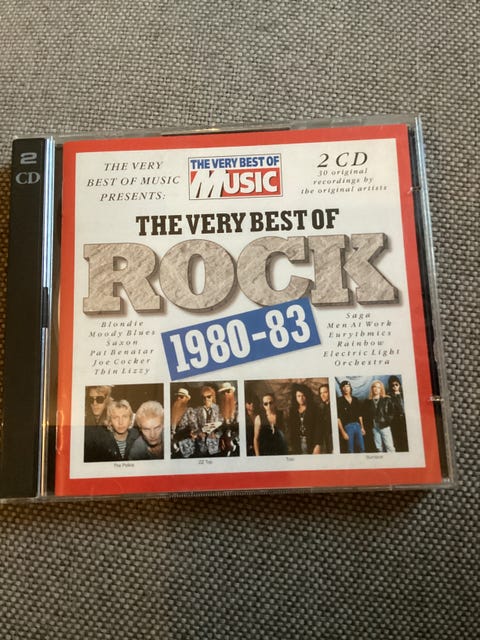 2
CD
THE VERY
BEST OF MUSIC
PRESENTS:
THE VERY BEST OF
MUSIC
2 CD
30 original
recordings by
the original artists
THE VERY BEST OF
ROCK
1980-83
Blondie
Moody Blues
Saxon
Pat Benatar
Joe Cocker
Thin Lizzy
Saga
Men At Work
Eurythmics
Rainbow
Electric Light
Orchestra
The Police
ZZ Top
Toto
Survivor